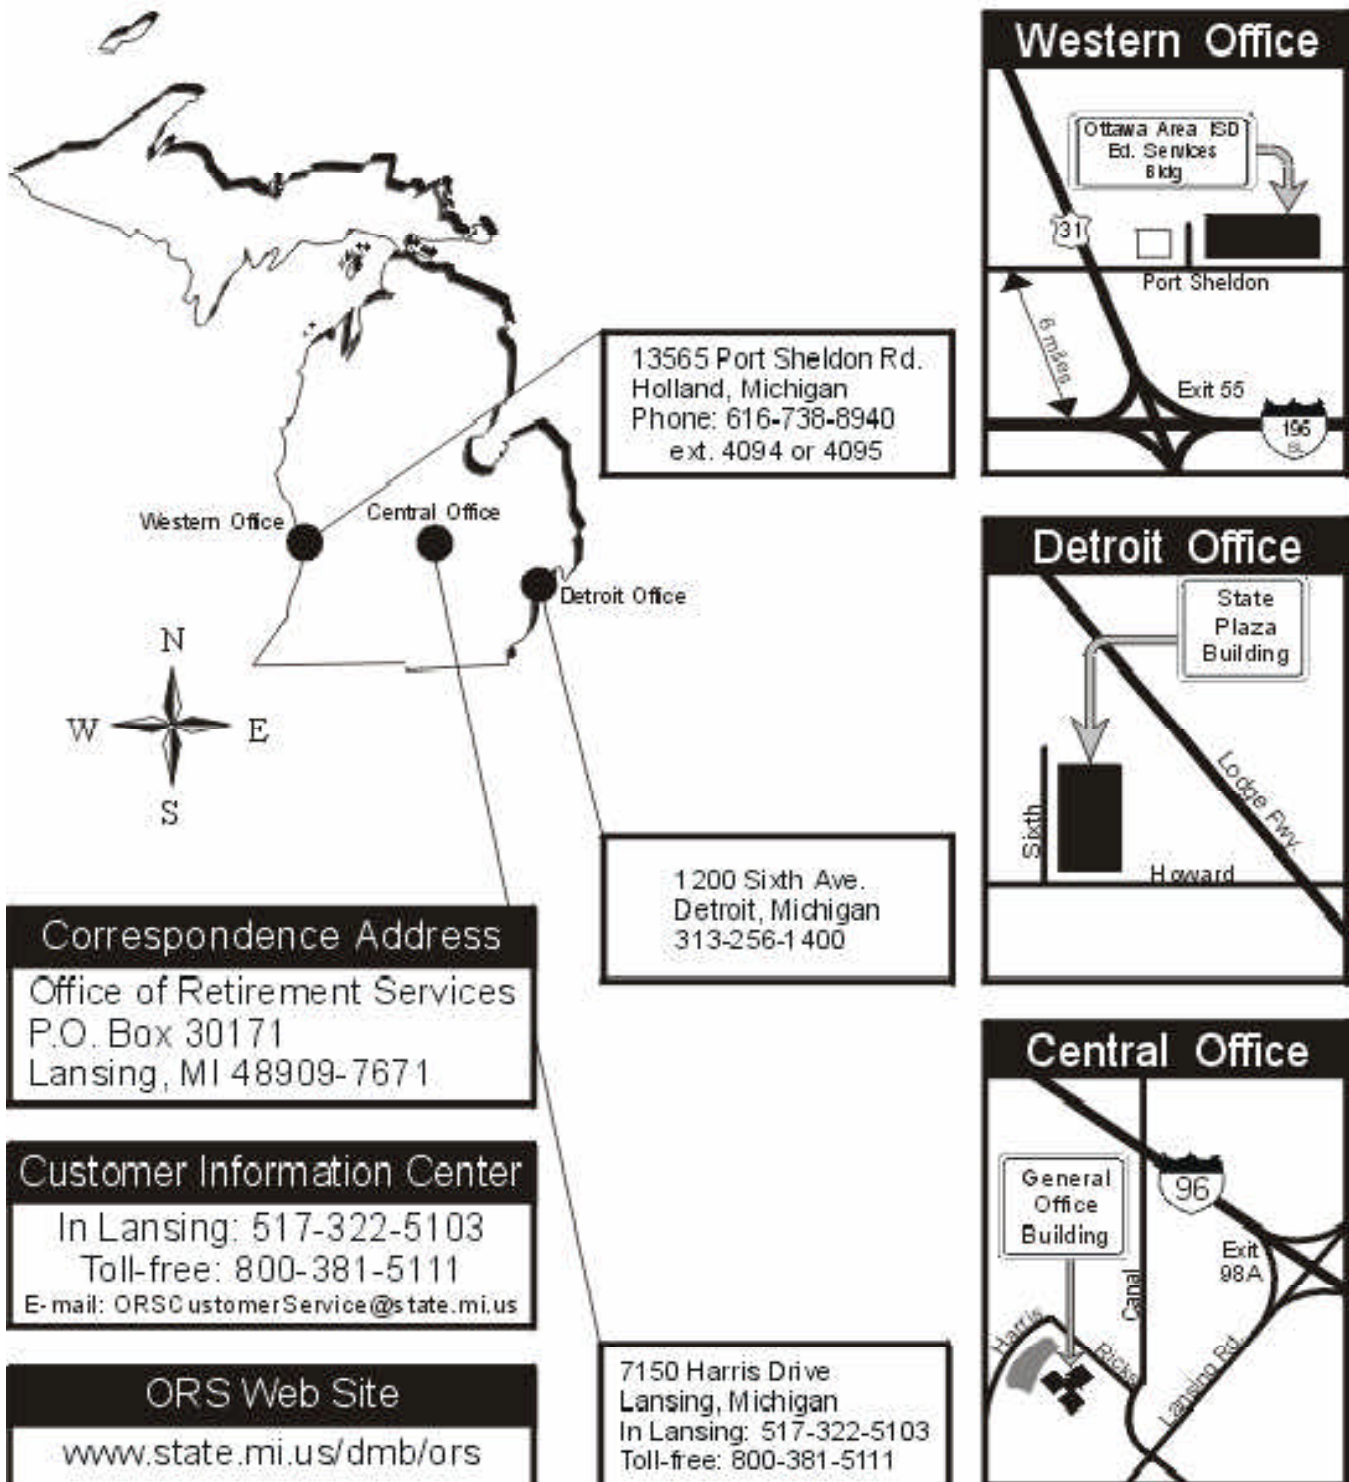 Western Office
Ottawa Area ISD
Ed. Services
Bldg
31
Port Sheldon
6 miles
Exit 55
196
BL
13565 Port Sheldon Rd.
Holland, Michigan
Phone: 616-738-8940
ext. 4094 or 4095
Western Office
Central Office
Detroit Office
N
W
E
S
Detroit Office
State
Plaza
Building
Lodge Fwy.
Sixth
Howard
1200 Sixth Ave.
Detroit, Michigan
313-256-1400
Correspondence Address
Office of Retirement Services
P.O. Box 30171
Lansing, MI 48909-7671
Customer Information Center
In Lansing: 517-322-5103
Toll-free: 800-381-5111
E-mail: ORSCustomerService@state.mi.us
ORS Web Site
www.state.mi.us/dmb/ors
7150 Harris Drive
Lansing, Michigan
In Lansing: 517-322-5103
Toll-free: 800-381-5111
Central Office
General
Office
Building
96
Exit
98A
Canal
Harris
Ricks
Lansing Rd.